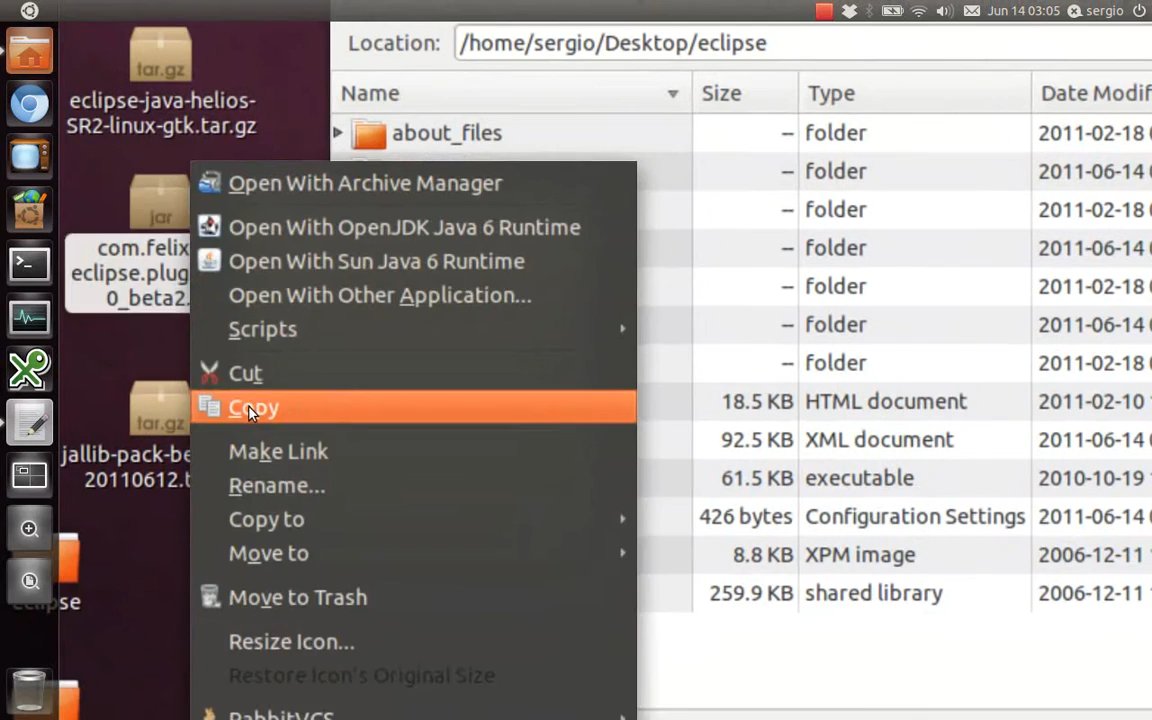 Jun 14 03:05 sergio
Location: /home/sergio/Desktop/eclipse
tar.gz
eclipse-java-helios-
SR2-linux-gtk.tar.gz
jar
com.felix
eclipse.plug
0_beta2.
tar.gz
jallib-pack-be
20110612.t
eclipse
Open With Archive Manager
Open With OpenJDK Java 6 Runtime
Open With Sun Java 6 Runtime
Open With Other Application...
Scripts
Cut
Copy
Make Link
Rename...
Copy to
Move to
Move to Trash
Resize Icon...
Restore Icon's Original Size
RabbitVCS
Name Size Type Date Modif
about_files -- folder 2011-02-18
-- folder 2011-06-14
-- folder 2011-02-18
-- folder 2011-02-18
-- folder 2011-02-18
-- folder 2011-06-14
-- folder 2011-02-18
18.5 KB HTML document 2011-02-10
92.5 KB XML document 2011-06-14
61.5 KB executable 2010-10-19
426 bytes Configuration Settings 2011-06-14
8.8 KB XPM image 2006-12-11
259.9 KB shared library 2006-12-11